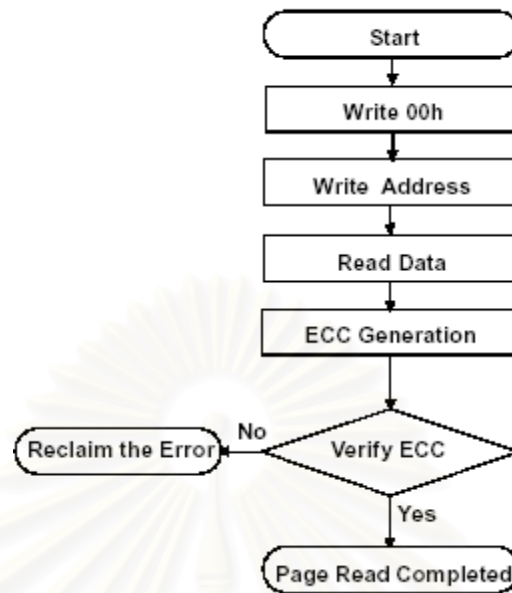 Start
Write 00h
Write Address
Read Data
ECC Generation
Verify ECC
No
Reclaim the Error
Yes
Page Read Completed